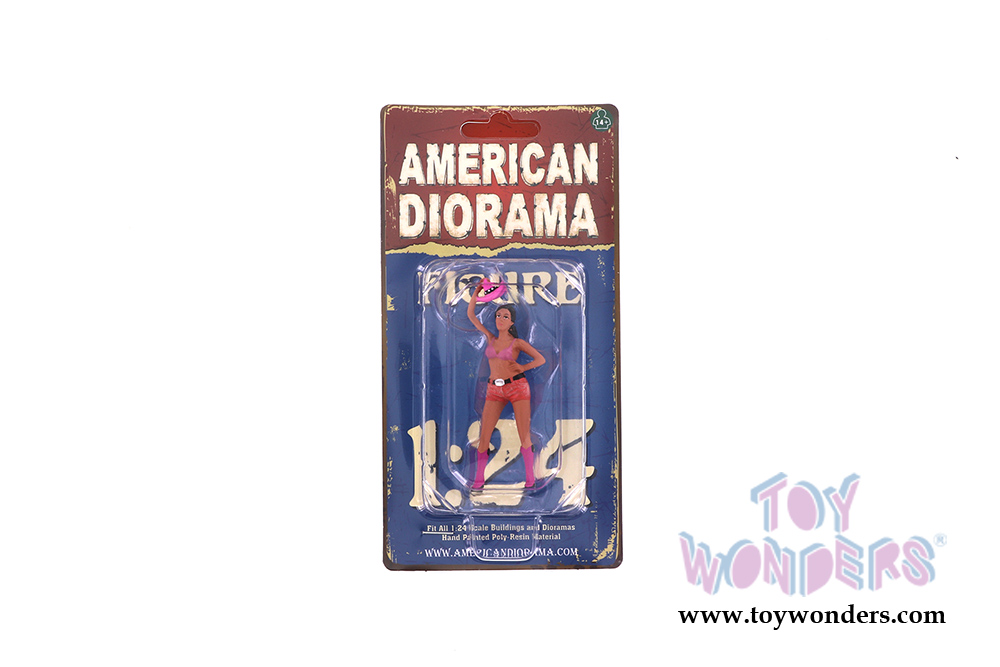 14+
AMERICAN
DIORAMA
FIGURE
1:24
Fit All 1:24 Scale Buildings and Dioramas
Hand Painted Poly-Resin Material
WWW.AMERICANDIORAMA.COM
TOY
WONDERS®
www.toywonders.com